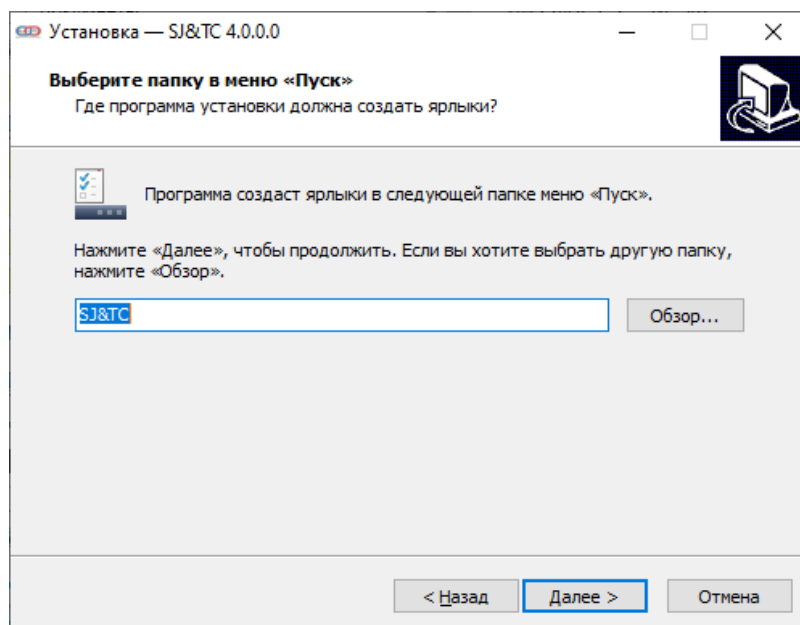 Установка — SJ&TC 4.0.0.0
Выберите папку в меню «Пуск»
Где программа установки должна создать ярлыки?
Программа создаст ярлыки в следующей папке меню «Пуск».
Нажмите «Далее», чтобы продолжить. Если вы хотите выбрать другую папку,
нажмите «Обзор».
SJ&TC
Обзор...
< Назад
Далее >
Отмена